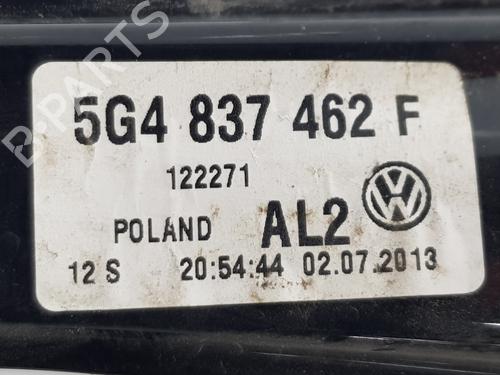 5G4 837 462 F
122271
POLAND AL2
12 S 20:54:44 02.07.2013
B-PARTS